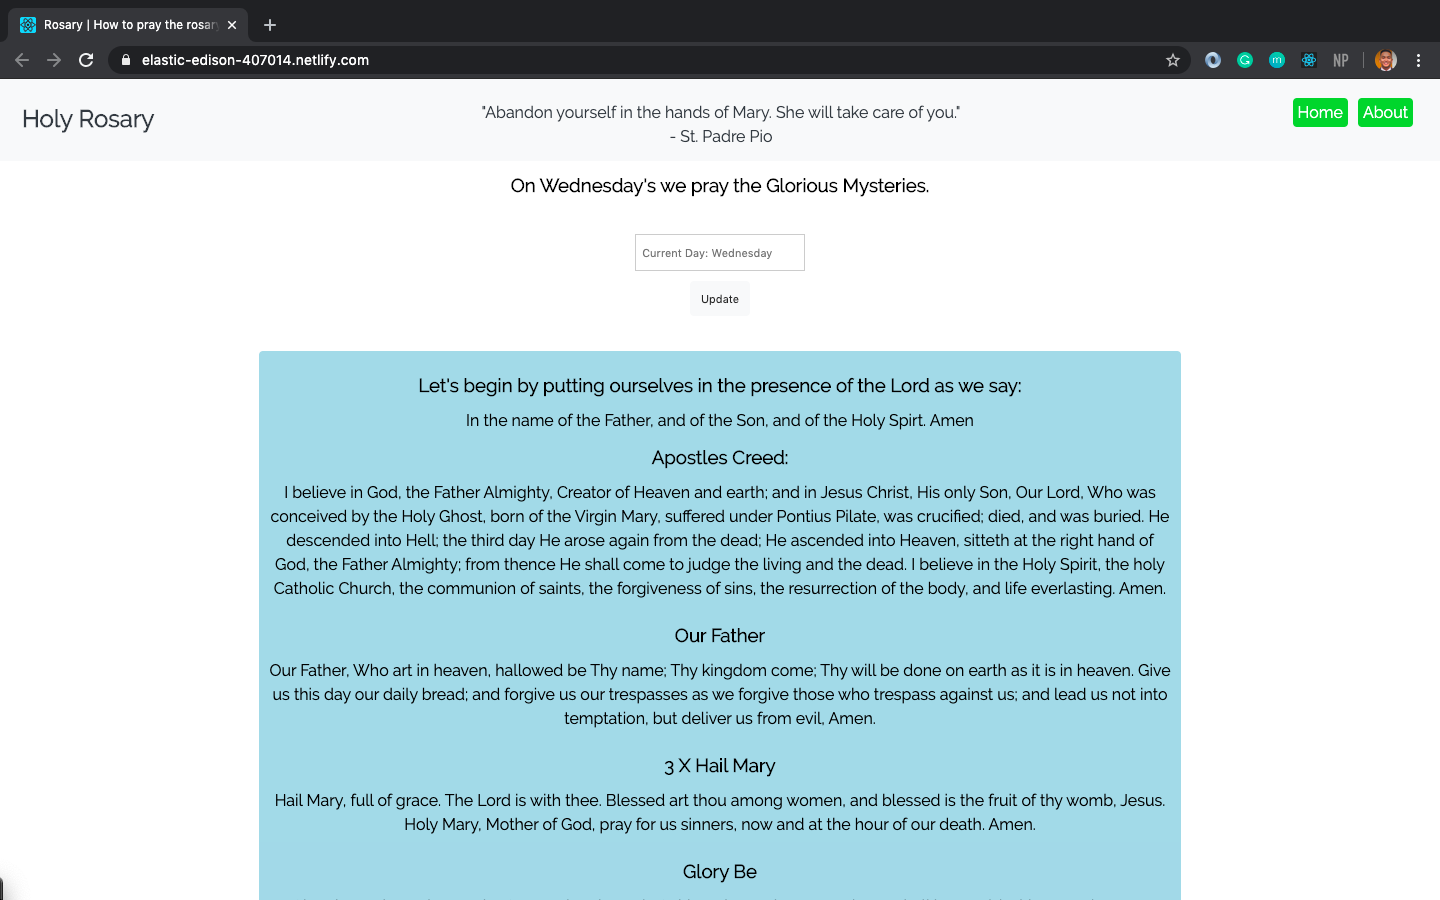 Rosary | How to pray the rosary
elastic-edison-407014.netlify.com
NP
Holy Rosary
"Abandon yourself in the hands of Mary. She will take care of you."
- St. Padre Pio
Home
About
On Wednesday's we pray the Glorious Mysteries.
Current Day: Wednesday
Update
Let's begin by putting ourselves in the presence of the Lord as we say:
In the name of the Father, and of the Son, and of the Holy Spirt. Amen
Apostles Creed:
I believe in God, the Father Almighty, Creator of Heaven and earth; and in Jesus Christ, His only Son, Our Lord, Who was
conceived by the Holy Ghost, born of the Virgin Mary, suffered under Pontius Pilate, was crucified; died, and was buried. He
descended into Hell; the third day He arose again from the dead; He ascended into Heaven, sitteth at the right hand of
God, the Father Almighty; from thence He shall come to judge the living and the dead. I believe in the Holy Spirit, the holy
Catholic Church, the communion of saints, the forgiveness of sins, the resurrection of the body, and life everlasting. Amen.
Our Father
Our Father, Who art in heaven, hallowed be Thy name; Thy kingdom come; Thy will be done on earth as it is in heaven. Give
us this day our daily bread; and forgive us our trespasses as we forgive those who trespass against us; and lead us not into
temptation, but deliver us from evil, Amen.
3 X Hail Mary
Hail Mary, full of grace. The Lord is with thee. Blessed art thou among women, and blessed is the fruit of thy womb, Jesus.
Holy Mary, Mother of God, pray for us sinners, now and at the hour of our death. Amen.
Glory Be